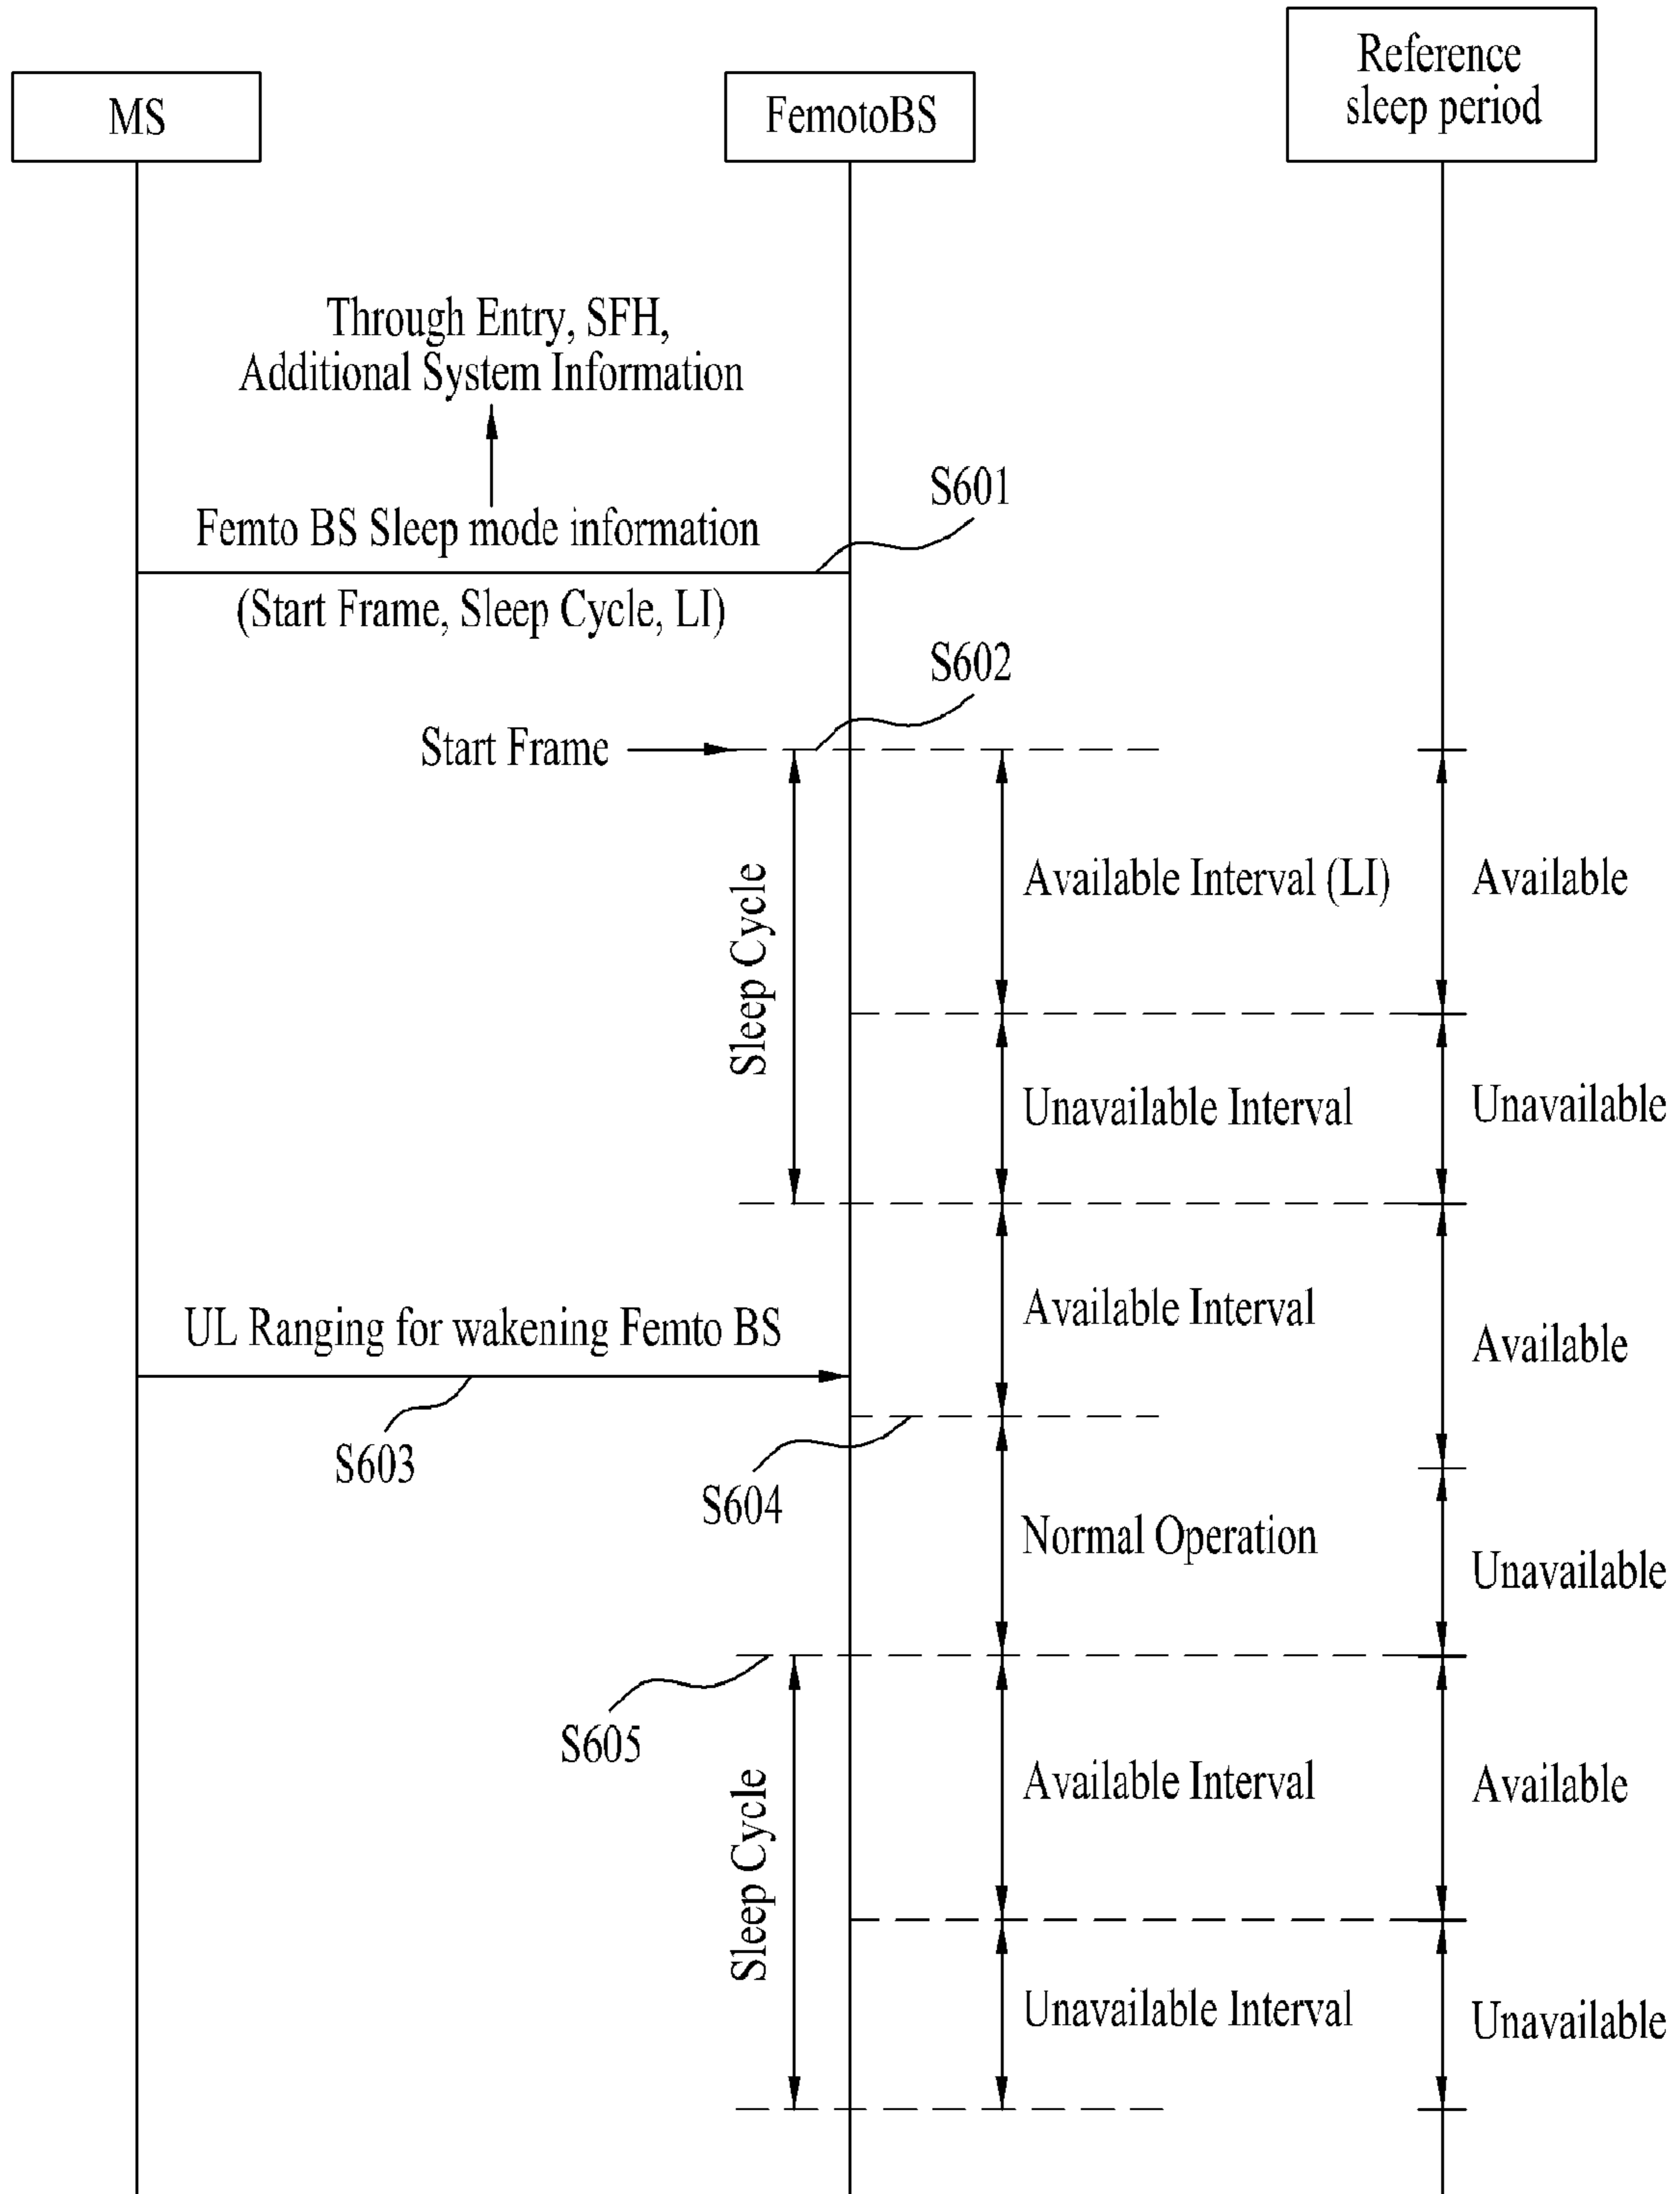 MS
FemotoBS
Reference
sleep period
Through Entry, SFH,
Additional System Information
S601
Femto BS Sleep mode information
(Start Frame, Sleep Cycle, LI)
S602
Start Frame
Sleep Cycle
Available Interval (LI)
Available
Unavailable Interval
Unavailable
Available Interval
UL Ranging for wakening Femto BS
Available
S603
S604
Normal Operation
Unavailable
S605
Sleep Cycle
Available Interval
Available
Unavailable Interval
Unavailable